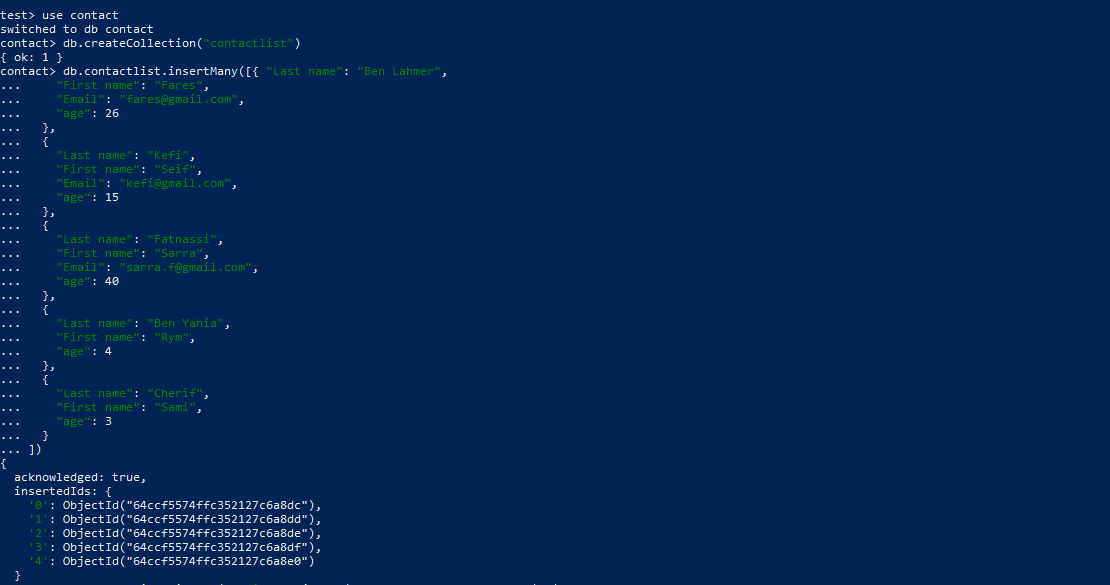 test> use contact
switched to db contact
contact> db.createCollection("contactlist")
{ ok: 1 }
contact> db.contactlist.insertMany([{ "Last name": "Ben Lahmer",
...     "First name": "Fares",
...     "Email": "fares@gmail.com",
...     "age": 26
...   },
...   {
...     "Last name": "Kefi",
...     "First name": "Seif",
...     "Email": "kefi@gmail.com",
...     "age": 15
...   },
...   {
...     "Last name": "Fatnassi",
...     "First name": "Sarra",
...     "Email": "sarra.f@gmail.com",
...     "age": 40
...   },
...   {
...     "Last name": "Ben Yahia",
...     "First name": "Rym",
...     "age": 4
...   },
...   {
...     "Last name": "Cherif",
...     "First name": "Sami",
...     "age": 3
...   }
... ])
{
  acknowledged: true,
  insertedIds: {
    '0': ObjectId("64ccf5574ffc352127c6a8dc"),
    '1': ObjectId("64ccf5574ffc352127c6a8dd"),
    '2': ObjectId("64ccf5574ffc352127c6a8de"),
    '3': ObjectId("64ccf5574ffc352127c6a8df"),
    '4': ObjectId("64ccf5574ffc352127c6a8e0")
  }